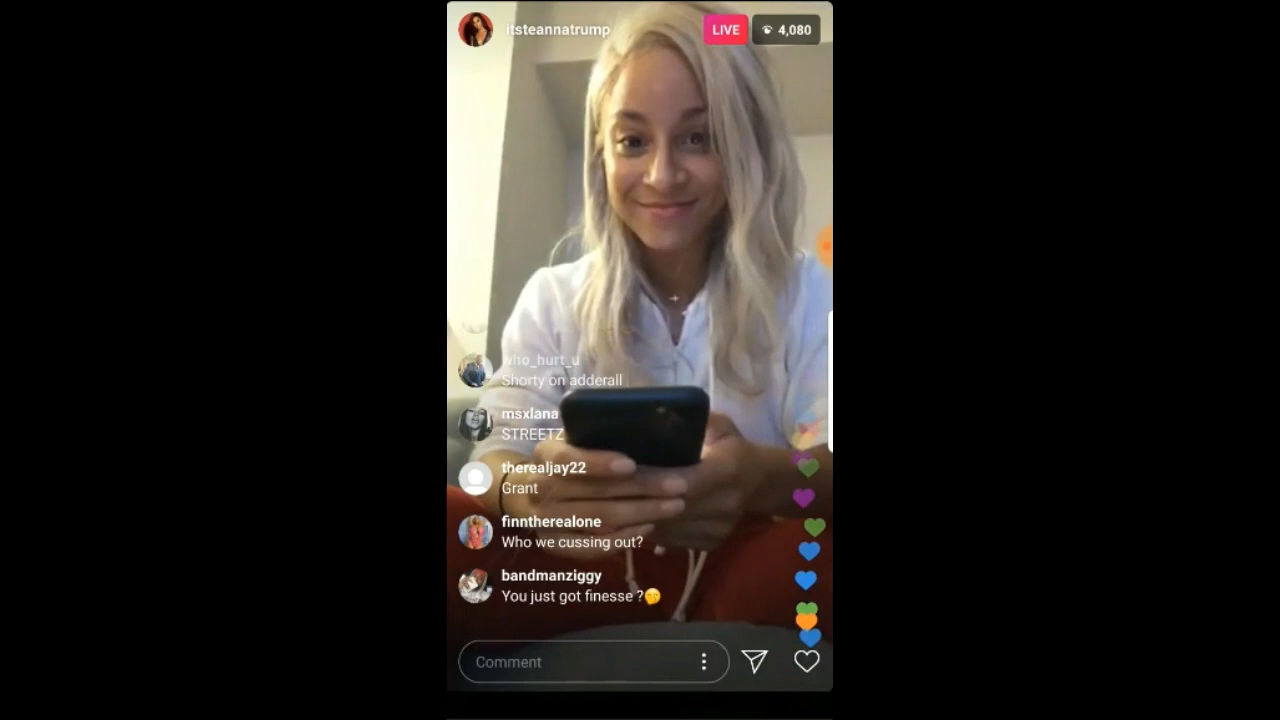 itsteannatrump
LIVE
4,080
who_hurt_u
Shorty on adderall
msxlana
STREETZ
therealjay22
Grant
finntherealone
Who we cussing out?
bandmanziggy
You just got finesse ?🤭
Comment